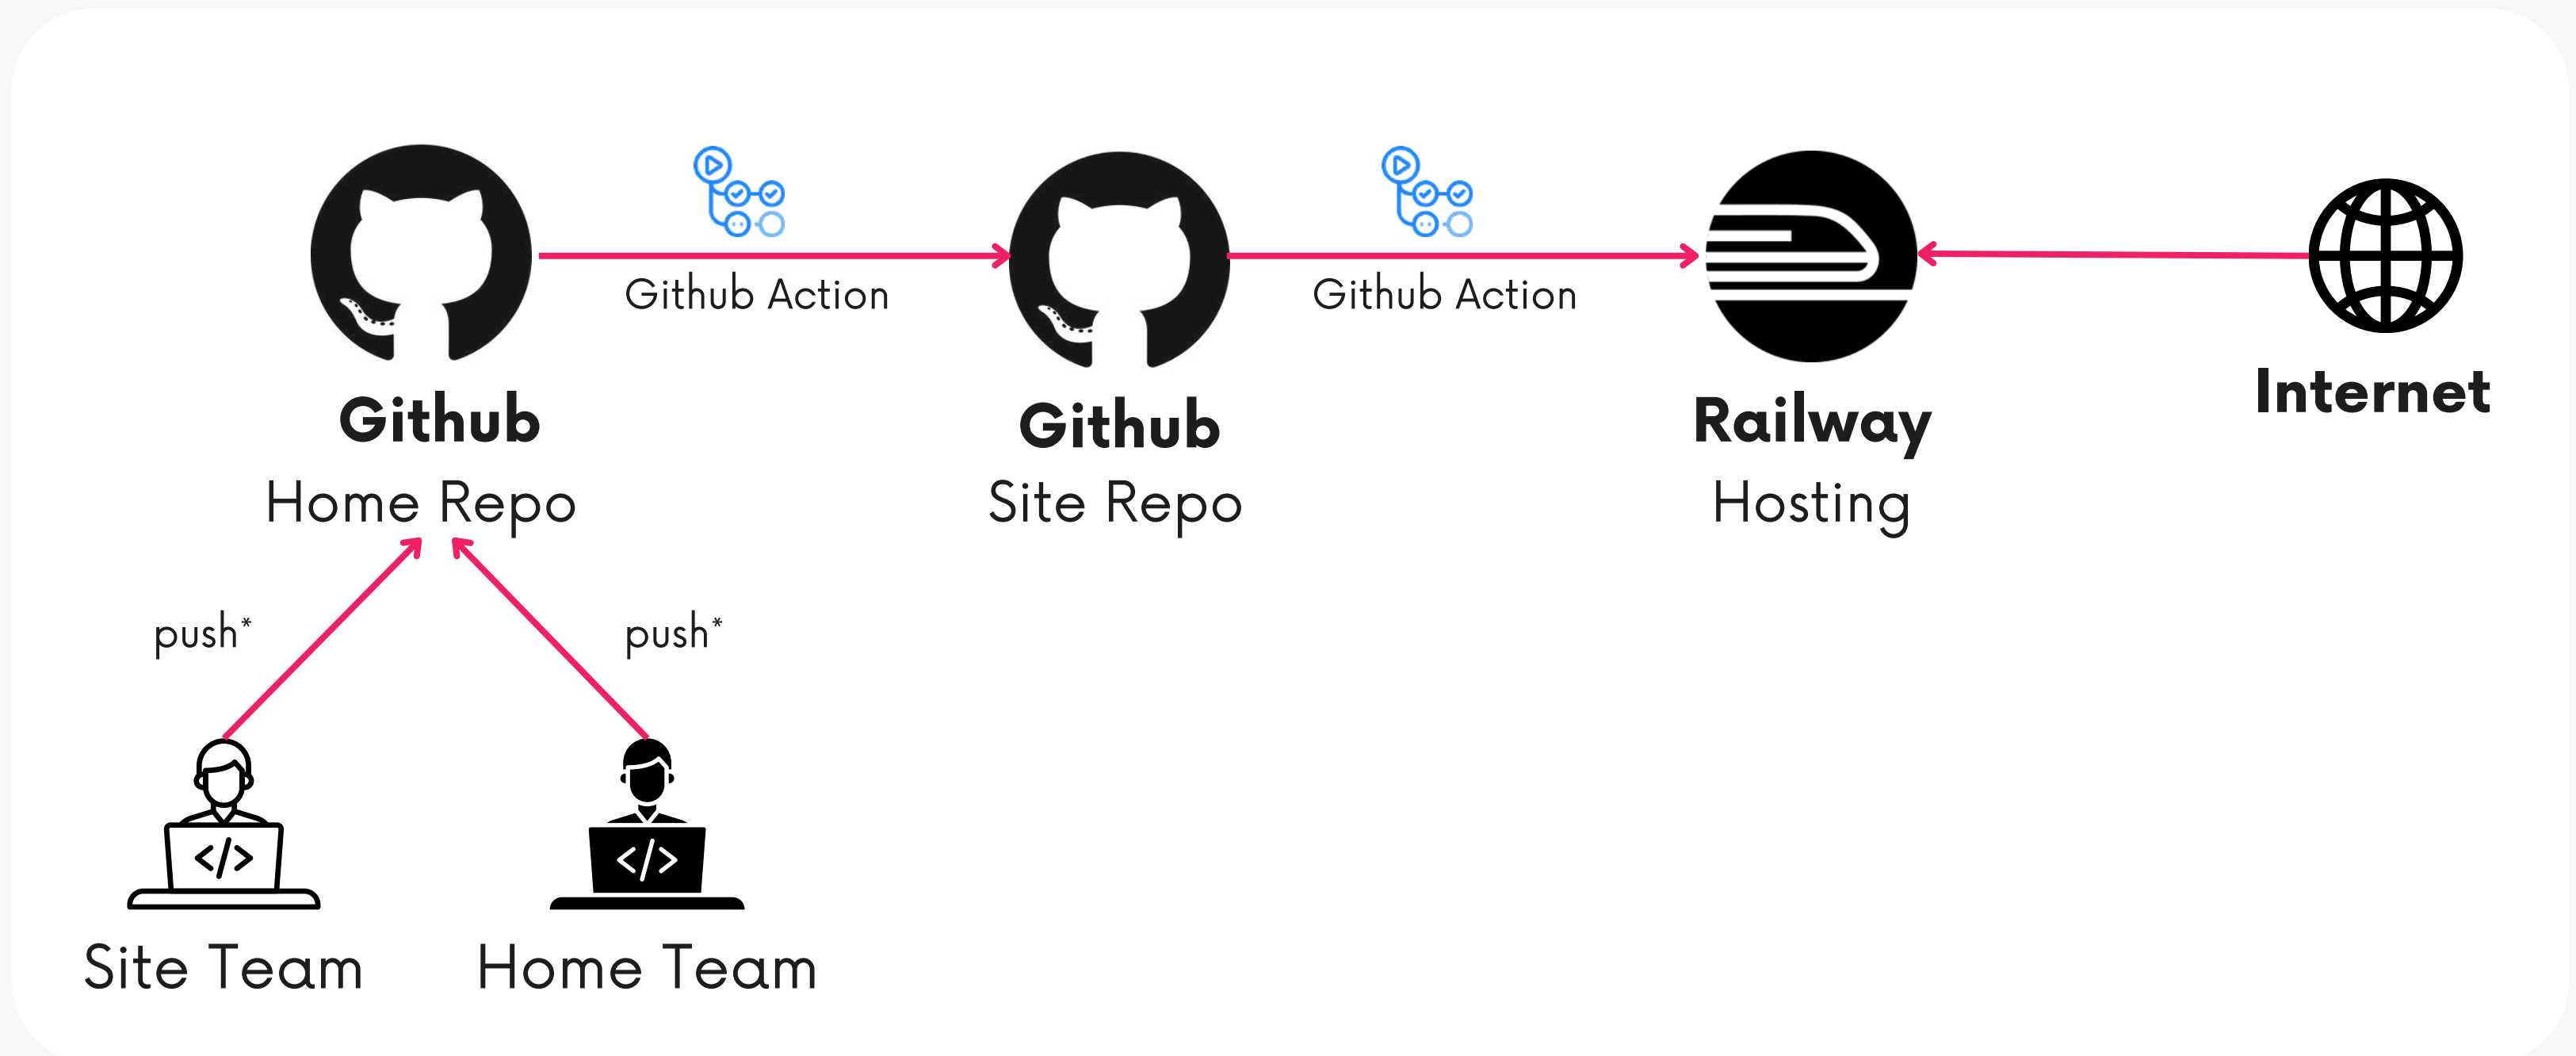 Github Action
Github Action
Github
Home Repo
Github
Site Repo
Railway
Hosting
Internet
push*
push*
</>
</>
Site Team
Home Team